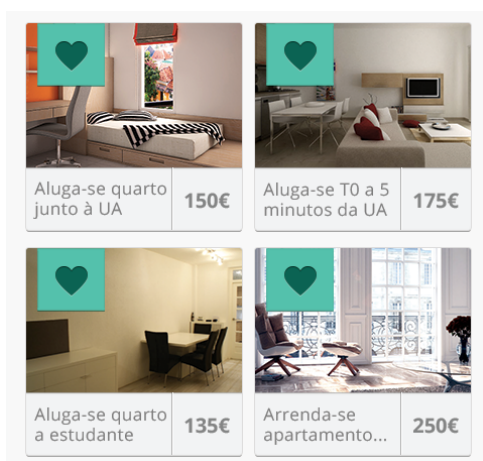 Aluga-se quarto
junto à UA
150€
Aluga-se T0 a 5
minutos da UA
175€
Aluga-se quarto
a estudante
135€
Arrenda-se
apartamento...
250€